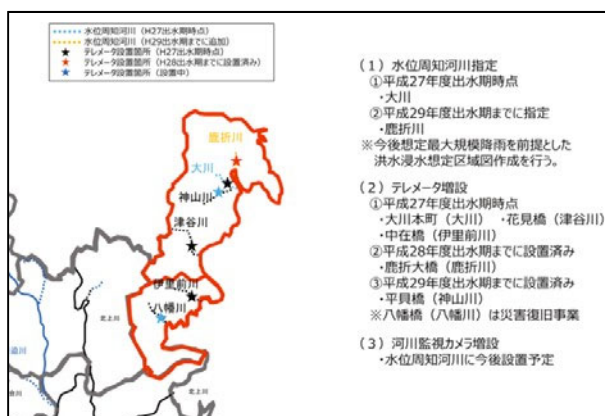 水位周知河川（H27出水期時点）
水位周知河川（H29出水期までに追加）
テレメータ設置箇所（H27出水期時点）
テレメータ設置箇所（H28出水期までに設置済み）
テレメータ設置箇所（設置中）
鹿折川
大川
神山川
津谷川
伊里前川
八幡川
北上川
迫川
北上川
（１）水位周知河川指定
①平成27年度出水期時点
・大川
②平成29年度出水期までに指定
・鹿折川
※今後想定最大規模降雨を前提とした
洪水浸水想定区域図作成を行う。
（２）テレメータ増設
①平成27年度出水期時点
・大川本町（大川）　・花見橋（津谷川）
・中在橋（伊里前川）
②平成28年度出水期までに設置済み
・鹿折大橋（鹿折川）
③平成29年度出水期までに設置済み
・平貝橋（神山川）
※八幡橋（八幡川）は災害復旧事業
（３）河川監視カメラ増設
・水位周知河川に今後設置予定